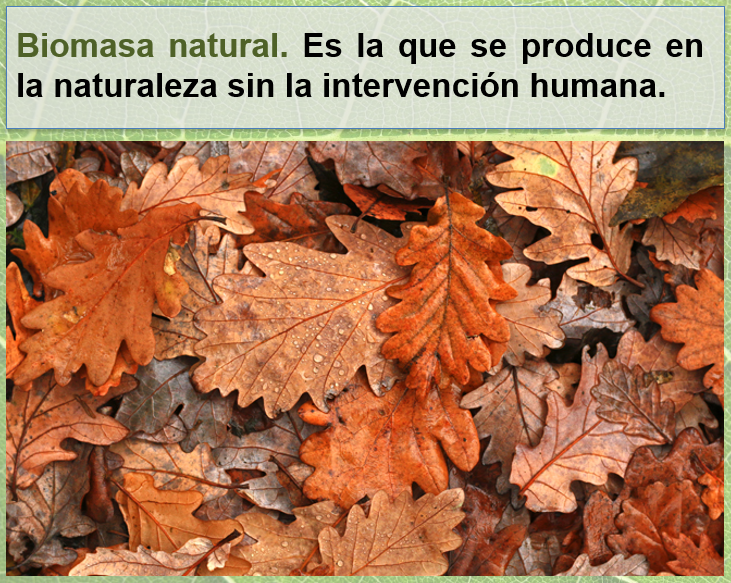 Biomasa natural. Es la que se produce en
la naturaleza sin la intervención humana.